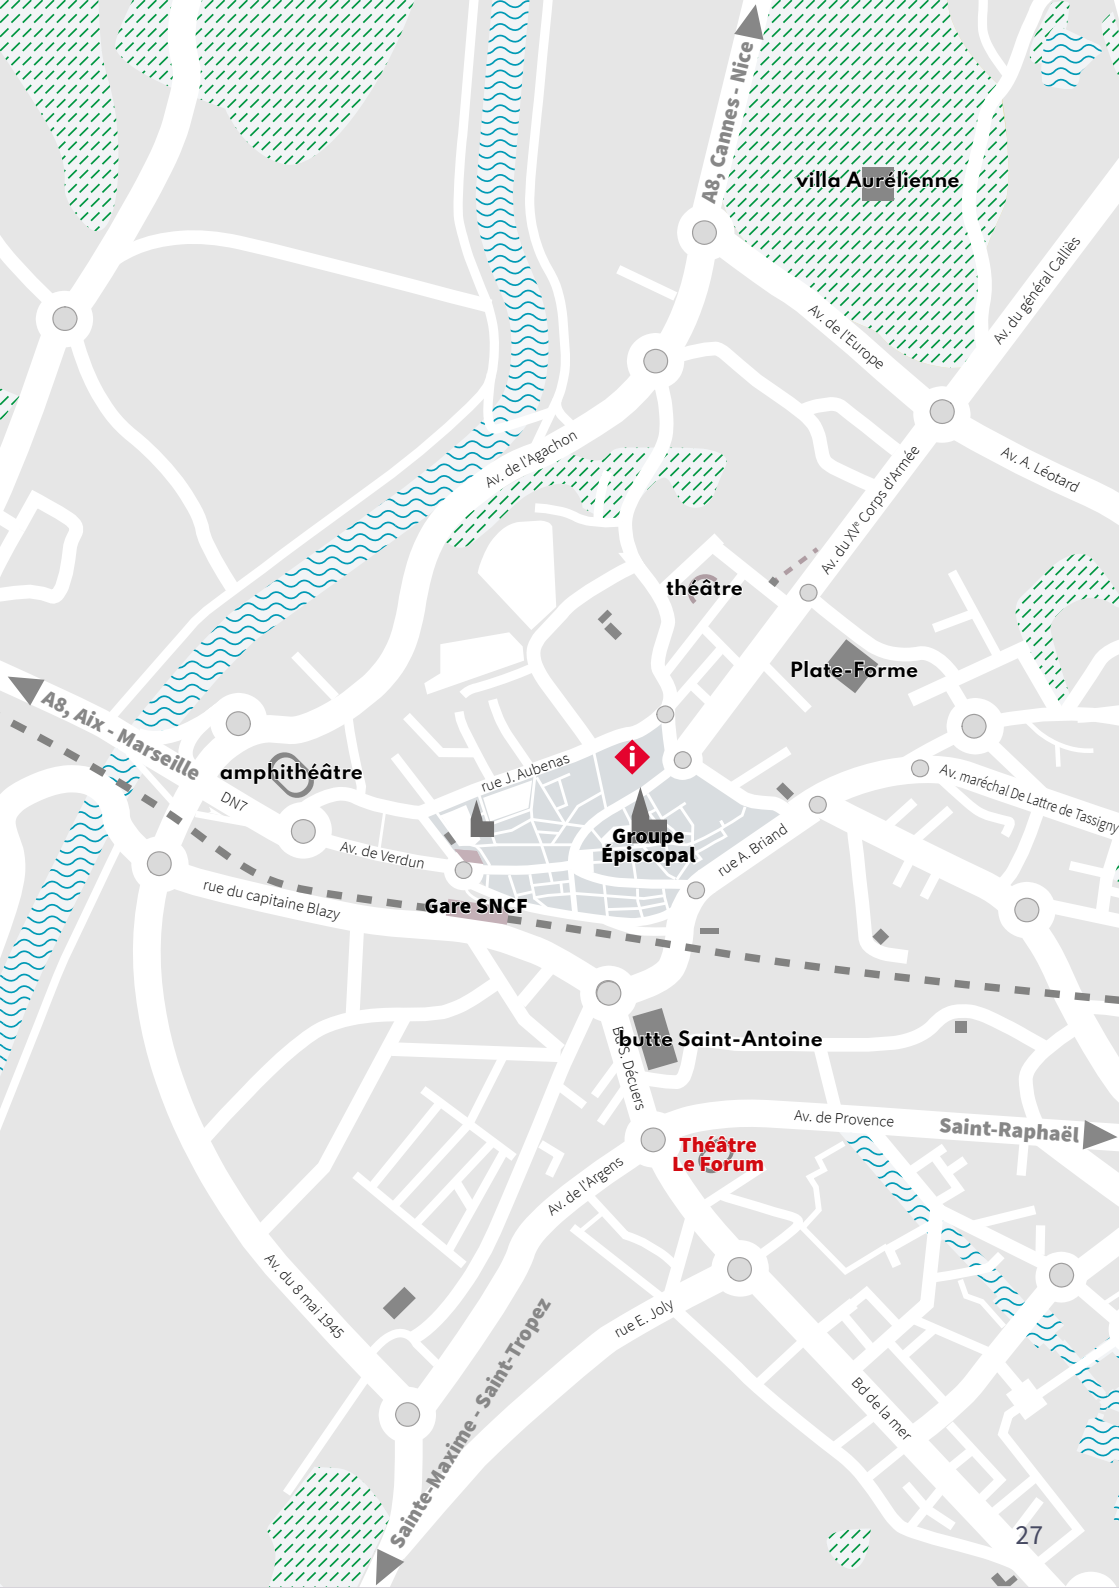 A8, Cannes - Nice
villa Aurélienne
Av. du général Calliès
Av. de l'Europe
Av. de l'Agachon
Av. A. Léotard
Av. du XVe Corps d'Armée
théâtre
Plate-Forme
A8, Aix - Marseille
amphithéâtre
rue J. Aubenas
i
Av. maréchal De Lattre de Tassigny
DN7
Groupe
Épiscopal
rue A. Briand
Av. de Verdun
rue du capitaine Blazy
Gare SNCF
butte Saint-Antoine
Bd S. Décuers
Av. de Provence
Saint-Raphaël
Théâtre
Le Forum
Av. de l'Argens
Av. du 8 mai 1945
rue E. Joly
Sainte-Maxime - Saint-Tropez
Bd de la mer
27